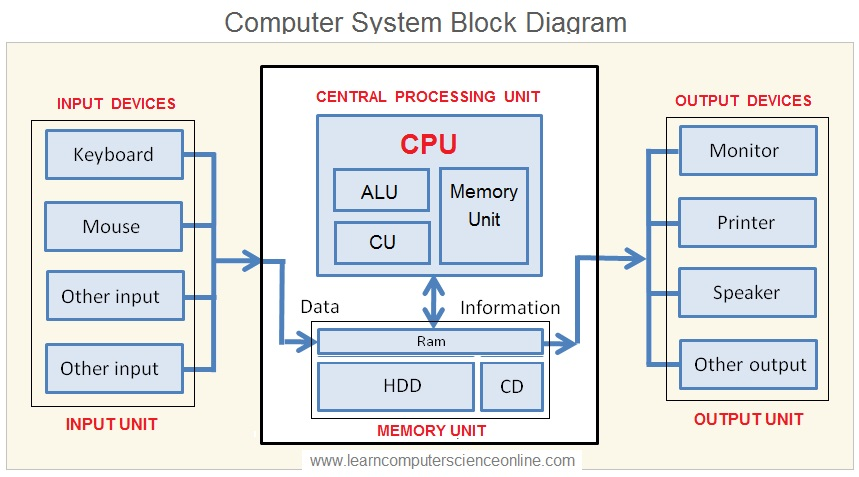 Computer System Block Diagram
INPUT DEVICES
Keyboard
Mouse
Other input
Other input
INPUT UNIT
CENTRAL PROCESSING UNIT
CPU
ALU
CU
Memory
Unit
Data
Information
Ram
HDD
CD
MEMORY UNIT
OUTPUT DEVICES
Monitor
Printer
Speaker
Other output
OUTPUT UNIT
www.learncomputerscienceonline.com